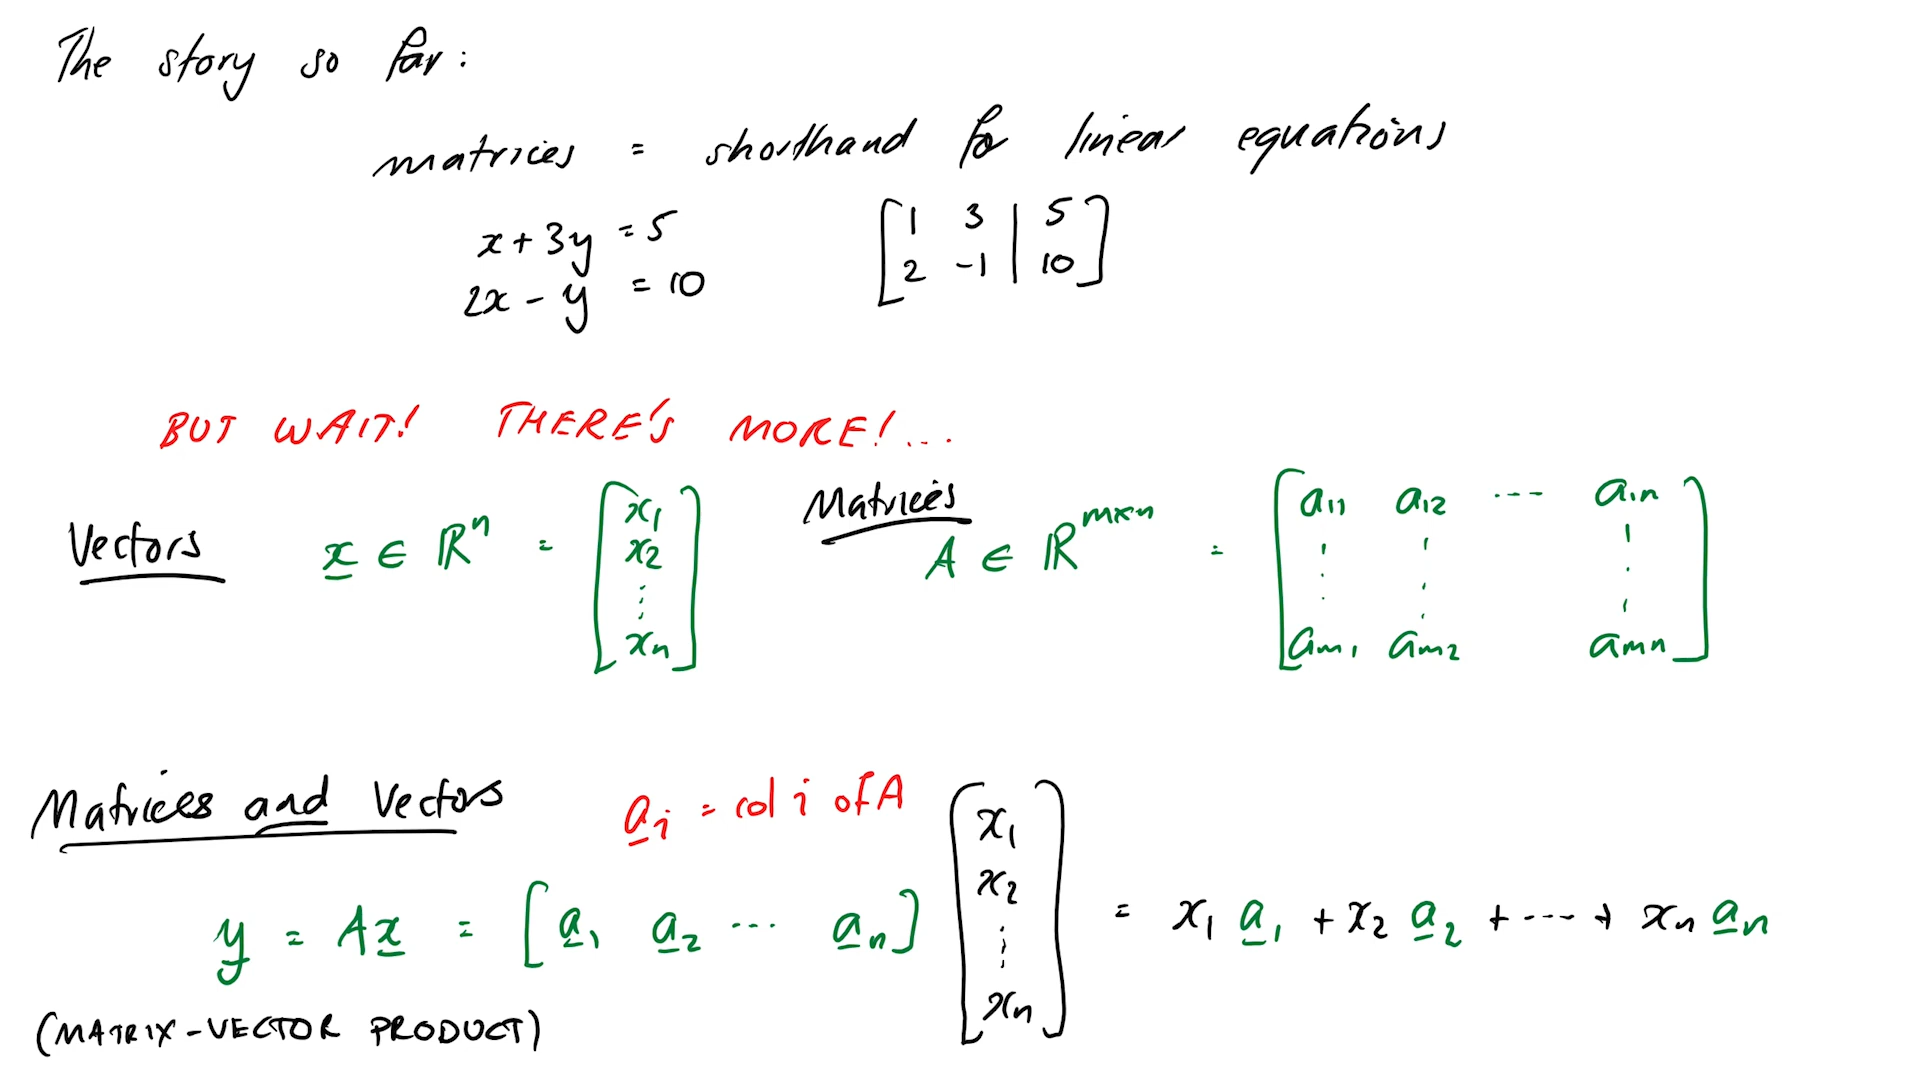 The story so far:
matrices = shorthand for linear equations
x + 3y = 5
2x - y = 10
[1 3 | 5
2 -1 | 10]
BUT WAIT! THERE'S MORE!...
Vectors x ∈ ℝⁿ = [x₁ x₂ ⋮ xₙ]
Matrices A ∈ ℝᵐˣⁿ = [a₁₁ a₁₂ ... a₁ₙ
⋮ ⋮ ⋮
aₘ₁ aₘ₂ aₘₙ]
Matrices and Vectors
aᵢ = col i of A
y = Ax = [a₁ a₂ ... aₙ] [x₁ x₂ ⋮ xₙ] = x₁ a₁ + x₂ a₂ + ... + xₙ aₙ
(MATRIX-VECTOR PRODUCT)